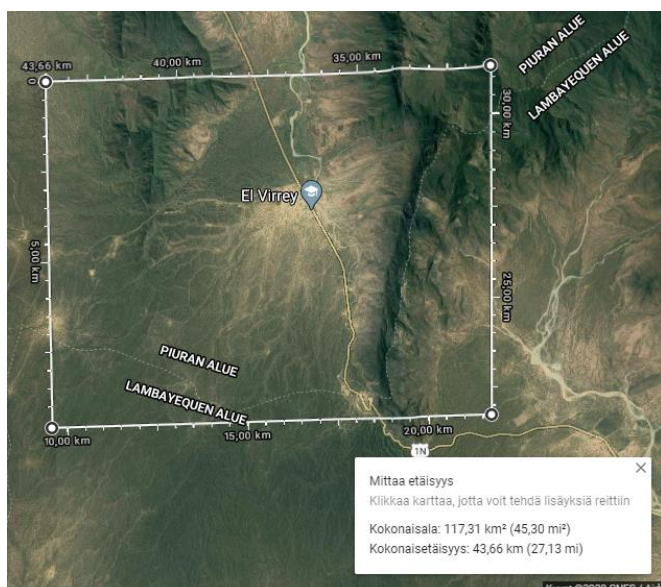 PIURAN ALUE
LAMBAYEQUEN ALUE
43,66 km
40,00 km
35,00 km
0
30,00 km
El Virrey
5,00 km
25,00 km
PIURAN ALUE
LAMBAYEQUEN ALUE
10,00 km
15,00 km
20,00 km
1N
Mittaa etäisyys
Klikkaa karttaa, jotta voit tehdä lisäyksiä reittiin
Kokonaisala: 117,31 km² (45,30 mi²)
Kokonaisetäisyys: 43,66 km (27,13 mi)